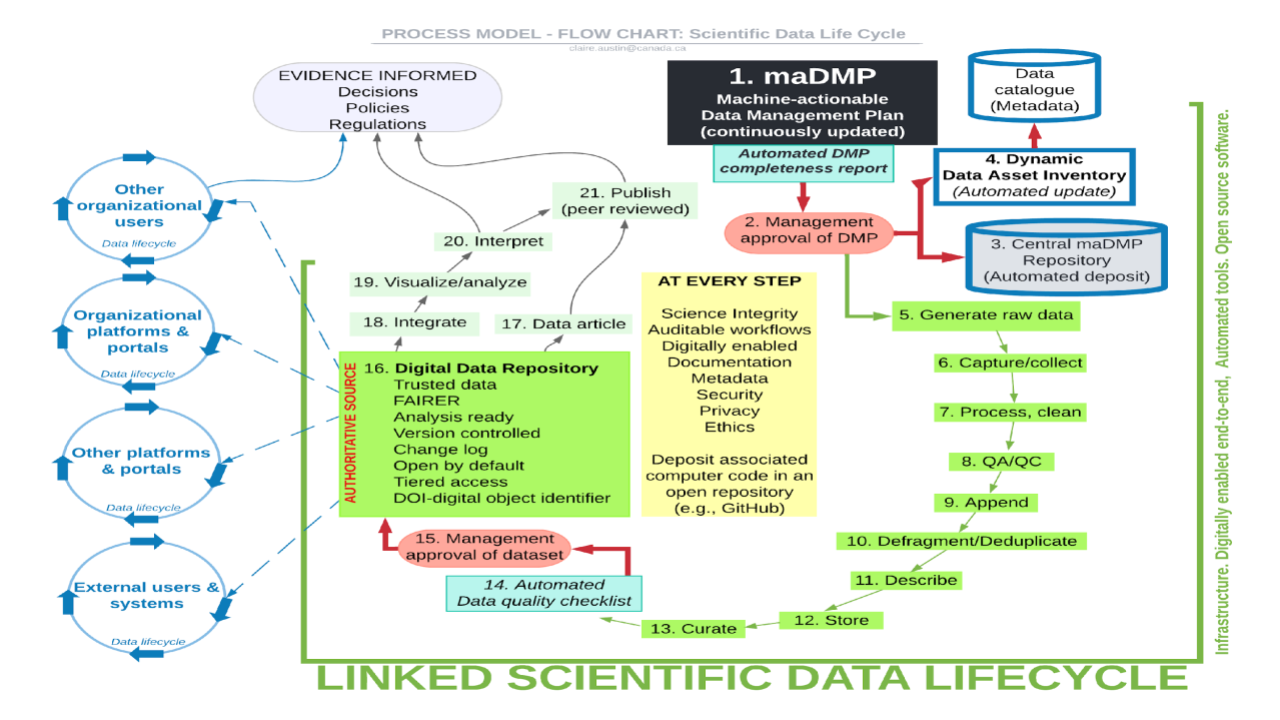 PROCESS MODEL - FLOW CHART: Scientific Data Life Cycle
claire.austin@canada.ca
EVIDENCE INFORMED
Decisions
Policies
Regulations
1. maDMP
Machine-actionable
Data Management Plan
(continuously updated)
Automated DMP
completeness report
2. Management
approval of DMP
Data
catalogue
(Metadata)
4. Dynamic
Data Asset Inventory
(Automated update)
3. Central maDMP
Repository
(Automated deposit)
5. Generate raw data
6. Capture/collect
7. Process, clean
8. QA/QC
9. Append
10. Defragment/Deduplicate
11. Describe
12. Store
13. Curate
14. Automated
Data quality checklist
15. Management
approval of dataset
AUTHORITATIVE SOURCE
16. Digital Data Repository
Trusted data
FAIRER
Analysis ready
Version controlled
Change log
Open by default
Tiered access
DOI-digital object identifier
17. Data article
18. Integrate
19. Visualize/analyze
20. Interpret
21. Publish
(peer reviewed)
AT EVERY STEP
Science Integrity
Auditable workflows
Digitally enabled
Documentation
Metadata
Security
Privacy
Ethics
Deposit associated
computer code in an
open repository
(e.g., GitHub)
Other
organizational
users
Data lifecycle
Organizational
platforms &
portals
Data lifecycle
Other platforms
& portals
Data lifecycle
External users &
systems
Data lifecycle
Infrastructure. Digitally enabled end-to-end, Automated tools. Open source software.
LINKED SCIENTIFIC DATA LIFECYCLE